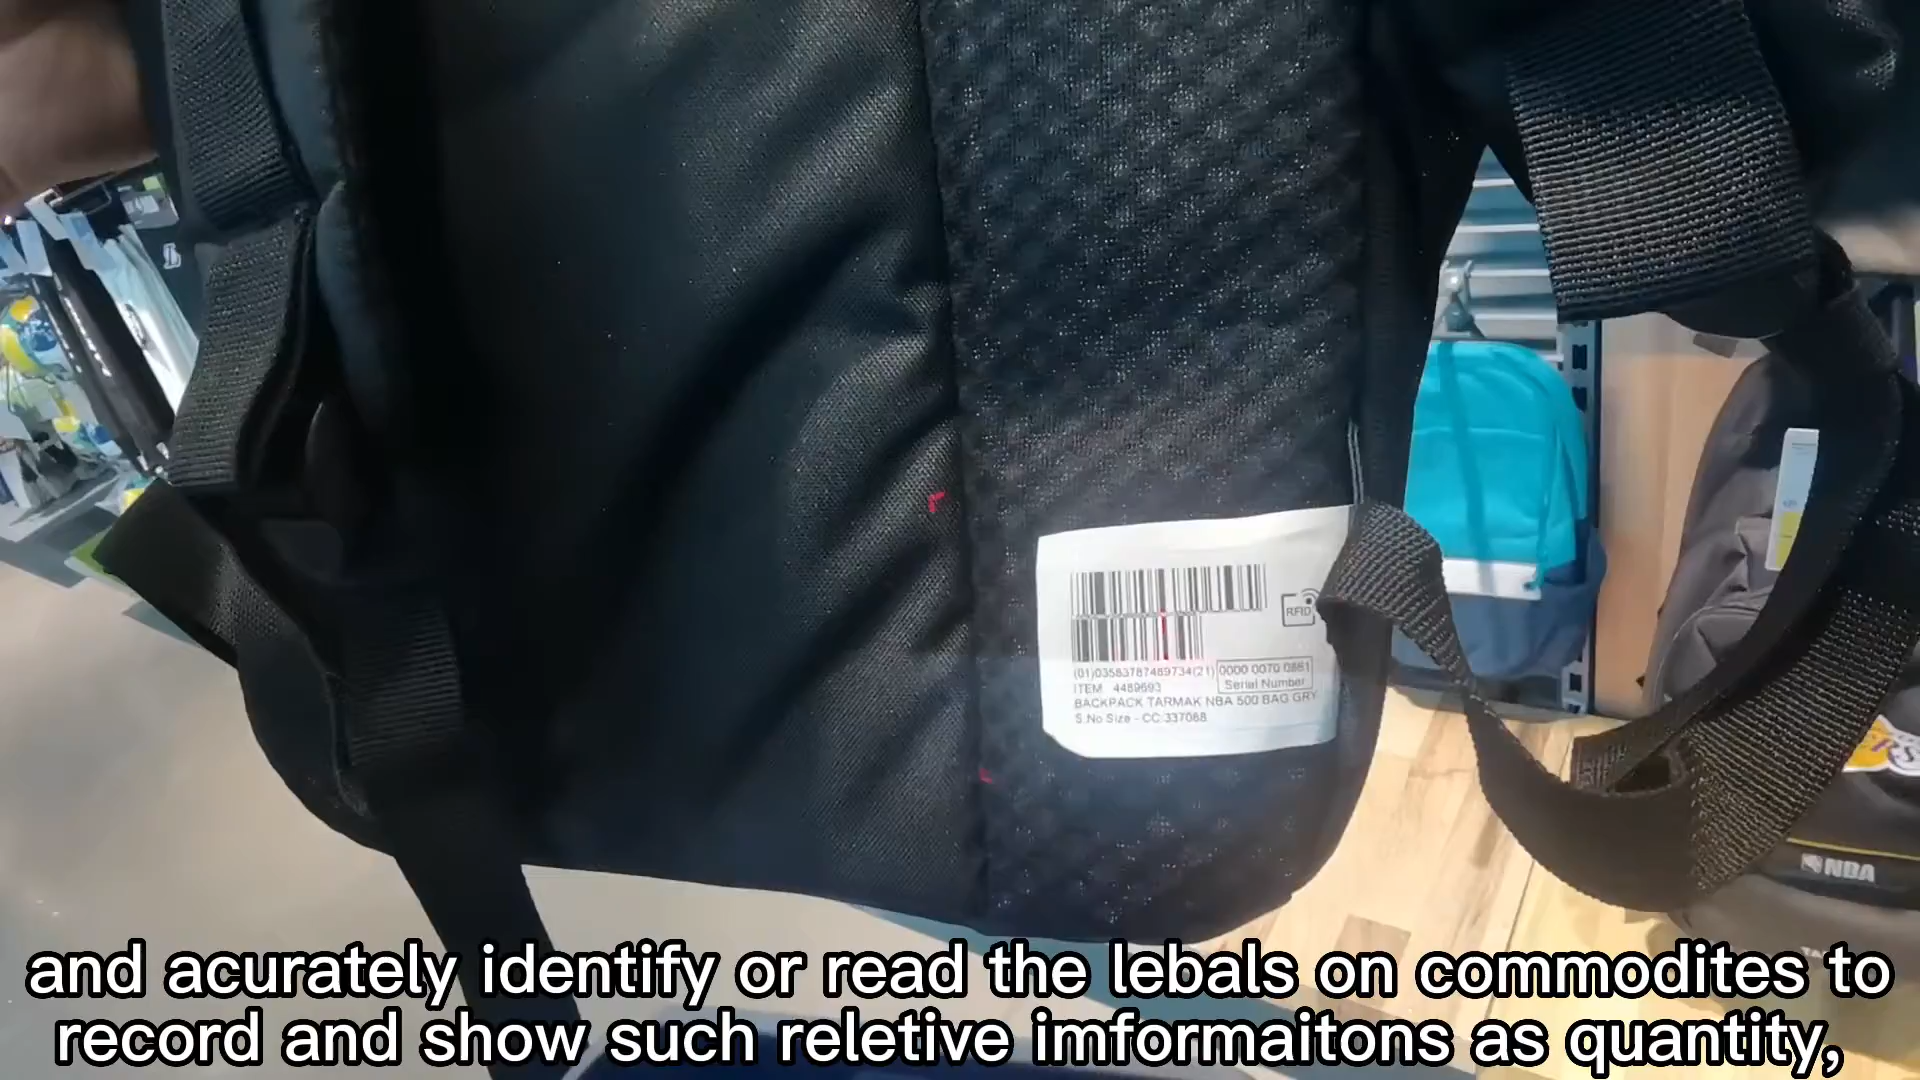 RFID
(01)03583787489734(21)
0000 0070 0861
Serial Number
ITEM 4489693
BACKPACK TARMAK NBA 500 BAG GRY
S.No Size - CC:337068
NBA
and acurately identify or read the lebals on commodites to
record and show such reletive imformaitons as quantity,